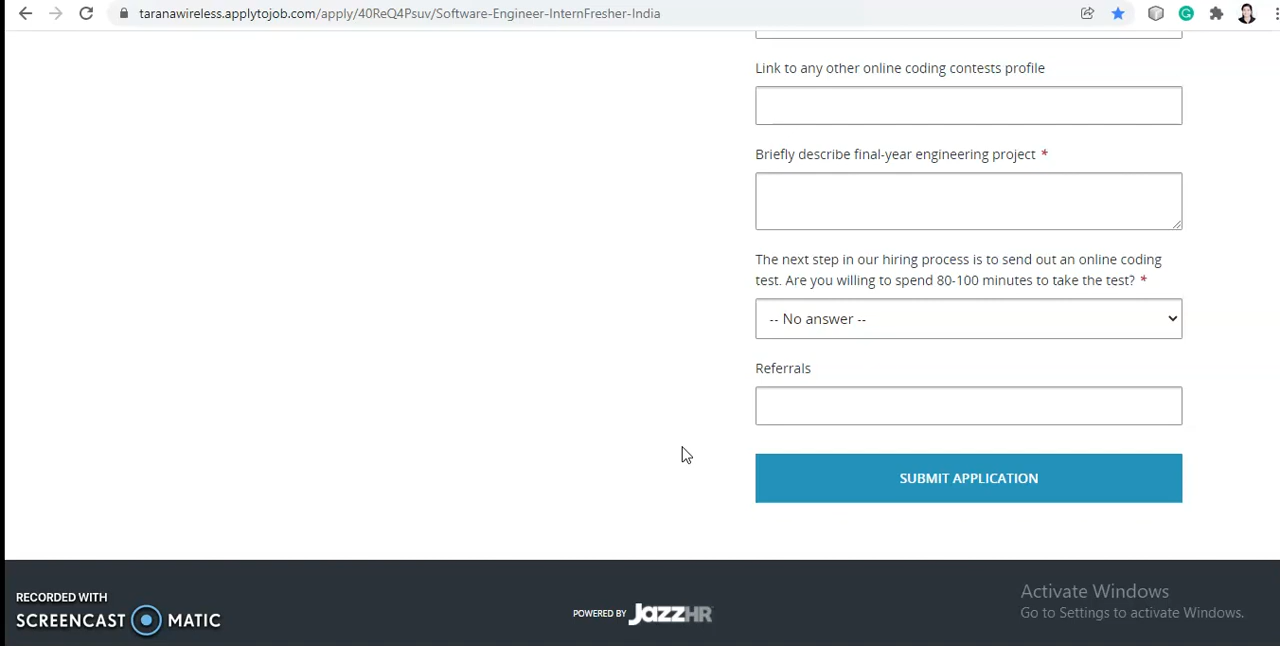 taranawireless.applytojob.com/apply/40ReQ4Psuv/Software-Engineer-InternFresher-India
Link to any other online coding contests profile
Briefly describe final-year engineering project *
The next step in our hiring process is to send out an online coding
test. Are you willing to spend 80-100 minutes to take the test? *
-- No answer --
Referrals
SUBMIT APPLICATION
RECORDED WITH
SCREENCAST MATIC
POWERED BY JazzHR
Activate Windows
Go to Settings to activate Windows.